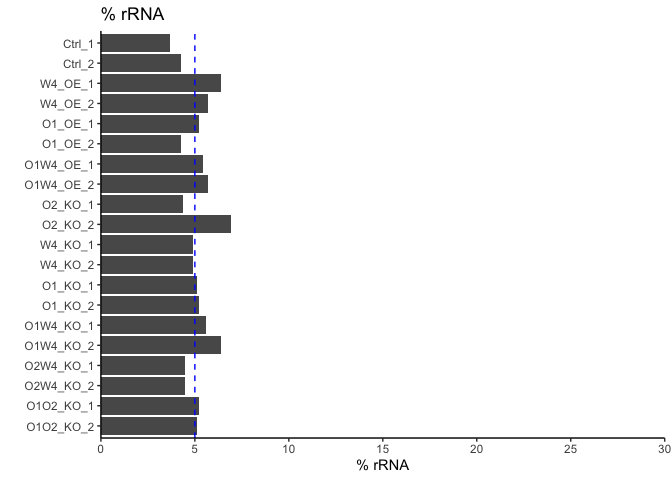 % rRNA
Ctrl_1
Ctrl_2
W4_OE_1
W4_OE_2
O1_OE_1
O1_OE_2
O1W4_OE_1
O1W4_OE_2
O2_KO_1
O2_KO_2
W4_KO_1
W4_KO_2
O1_KO_1
O1_KO_2
O1W4_KO_1
O1W4_KO_2
O2W4_KO_1
O2W4_KO_2
O1O2_KO_1
O1O2_KO_2
0 5 10 15 20 25 30
% rRNA